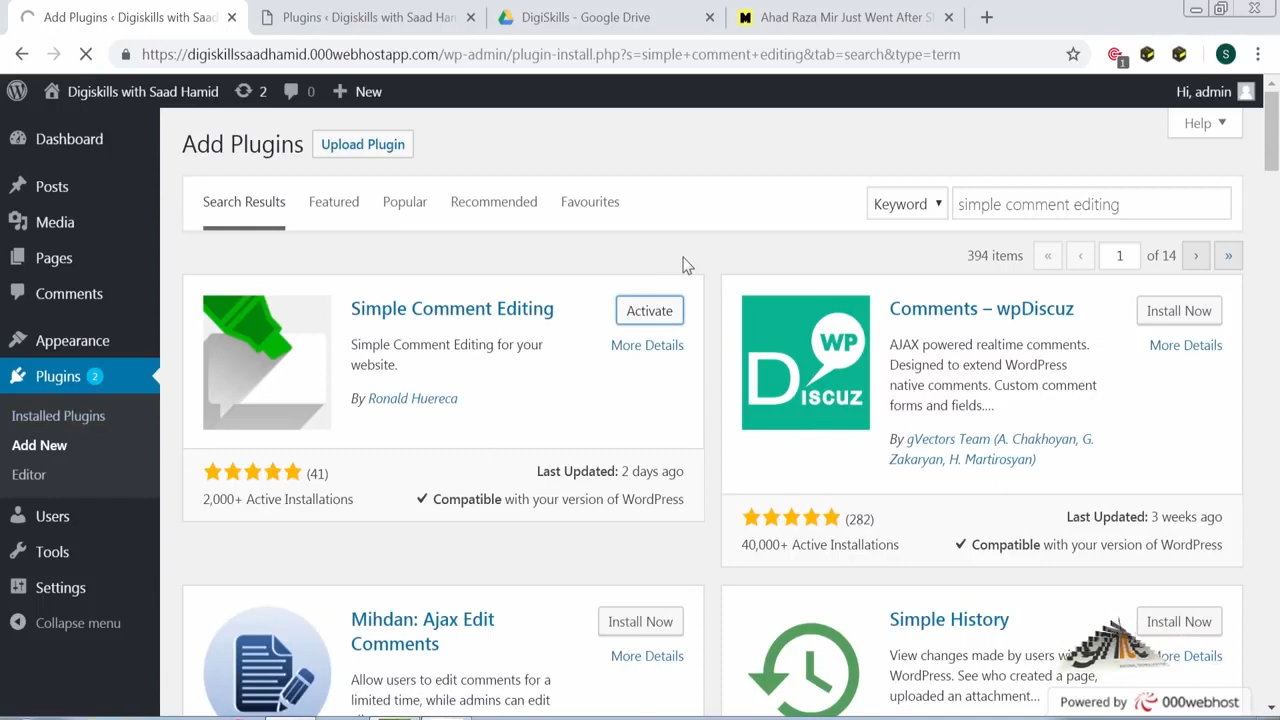 Add Plugins ‹ Digiskills with Saad
Plugins ‹ Digiskills with Saad Ham
DigiSkills - Google Drive
Ahad Raza Mir Just Went After S
https://digiskillssaadhamid.000webhostapp.com/wp-admin/plugin-install.php?s=simple+comment+editing&tab=search&type=term
1
S
Digiskills with Saad Hamid
2
0
New
Hi, admin
Dashboard
Posts
Media
Pages
Comments
Appearance
Plugins 2
Installed Plugins
Add New
Editor
Users
Tools
Settings
Collapse menu
Add Plugins
Upload Plugin
Help
Search Results
Featured
Popular
Recommended
Favourites
Keyword
simple comment editing
394 items
«
‹
1
of 14
›
»
Simple Comment Editing
Activate
More Details
Simple Comment Editing for your
website.
By Ronald Huereca
(41)
Last Updated: 2 days ago
2,000+ Active Installations
Compatible with your version of WordPress
WP
Discuz
Comments – wpDiscuz
Install Now
More Details
AJAX powered realtime comments.
Designed to extend WordPress
native comments. Custom comment
forms and fields....
By gVectors Team (A. Chakhoyan, G.
Zakaryan, H. Martirosyan)
(282)
Last Updated: 3 weeks ago
40,000+ Active Installations
Compatible with your version of WordPress
Mihdan: Ajax Edit
Comments
Install Now
More Details
Allow users to edit comments for a
limited time, while admins can edit
Simple History
Install Now
More Details
View changes made by users
WordPress. See who created a page,
uploaded an attachment...
Powered by 000webhost